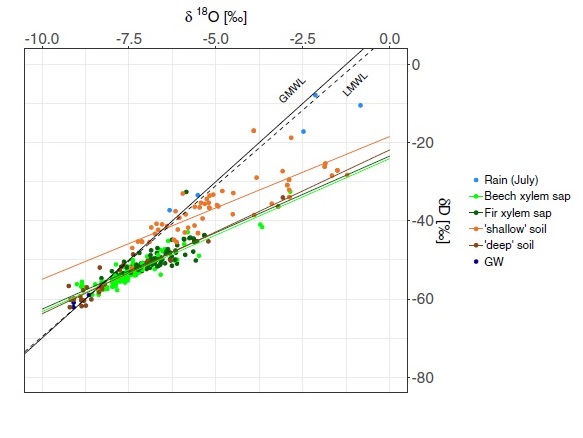 δ 18O [‰]
-10.0 -7.5 -5.0 -2.5 0.0
0
GMWL
LMWL
-20
-40
-60
-80
δD [‰]
Rain (July)
Beech xylem sap
Fir xylem sap
'shallow' soil
'deep' soil
GW